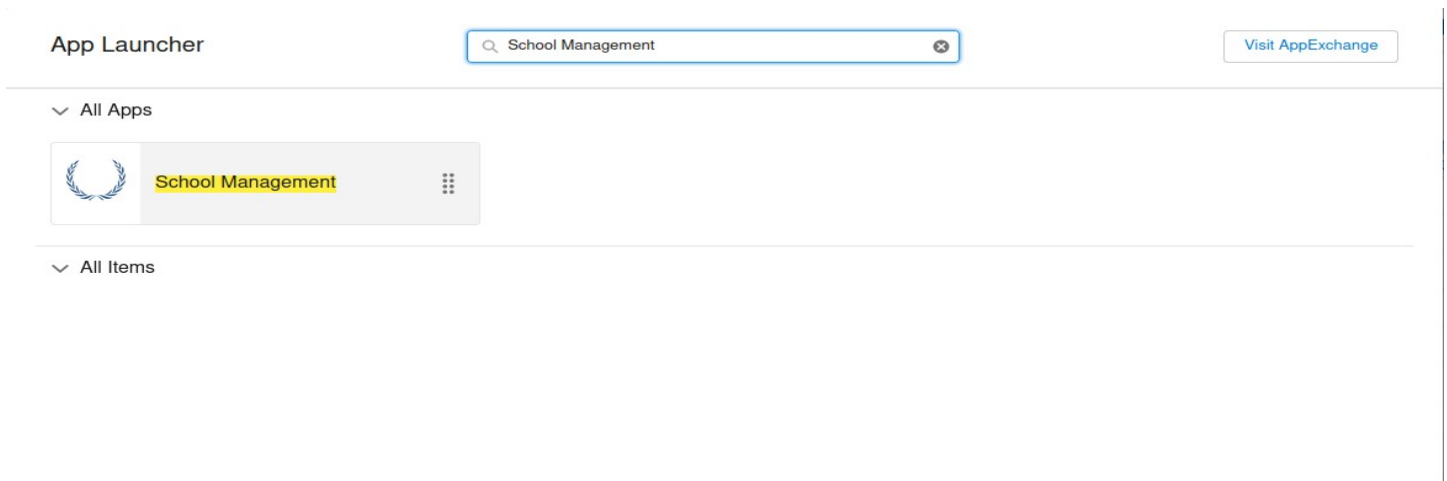 App Launcher
School Management
Visit AppExchange
All Apps
School Management
All Items